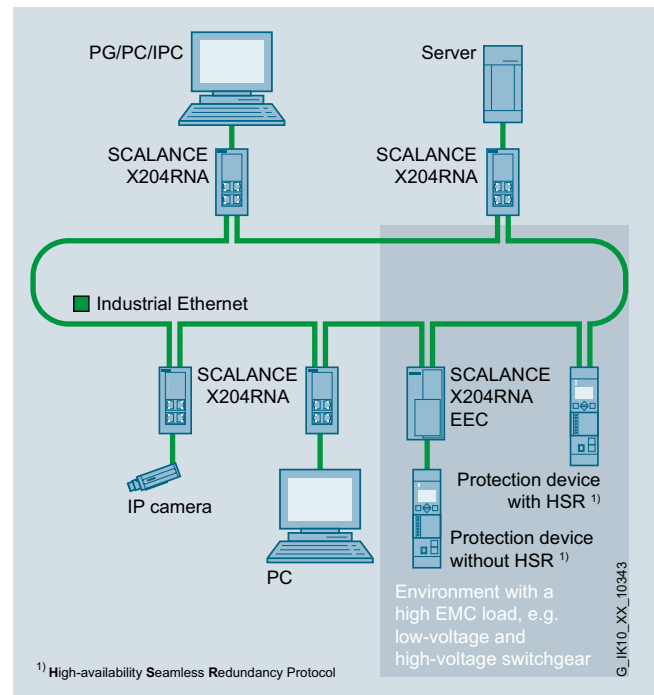 PG/PC/IPC
Server
SCALANCE
X204RNA
SCALANCE
X204RNA
Industrial Ethernet
SCALANCE
X204RNA
SCALANCE
X204RNA
EEC
IP camera
PC
Protection device
with HSR 1)
Protection device
without HSR 1)
Environment with a
high EMC load, e.g.
low-voltage and
high-voltage switchgear
1) High-availability Seamless Redundancy Protocol
G_IK10_XX_10343